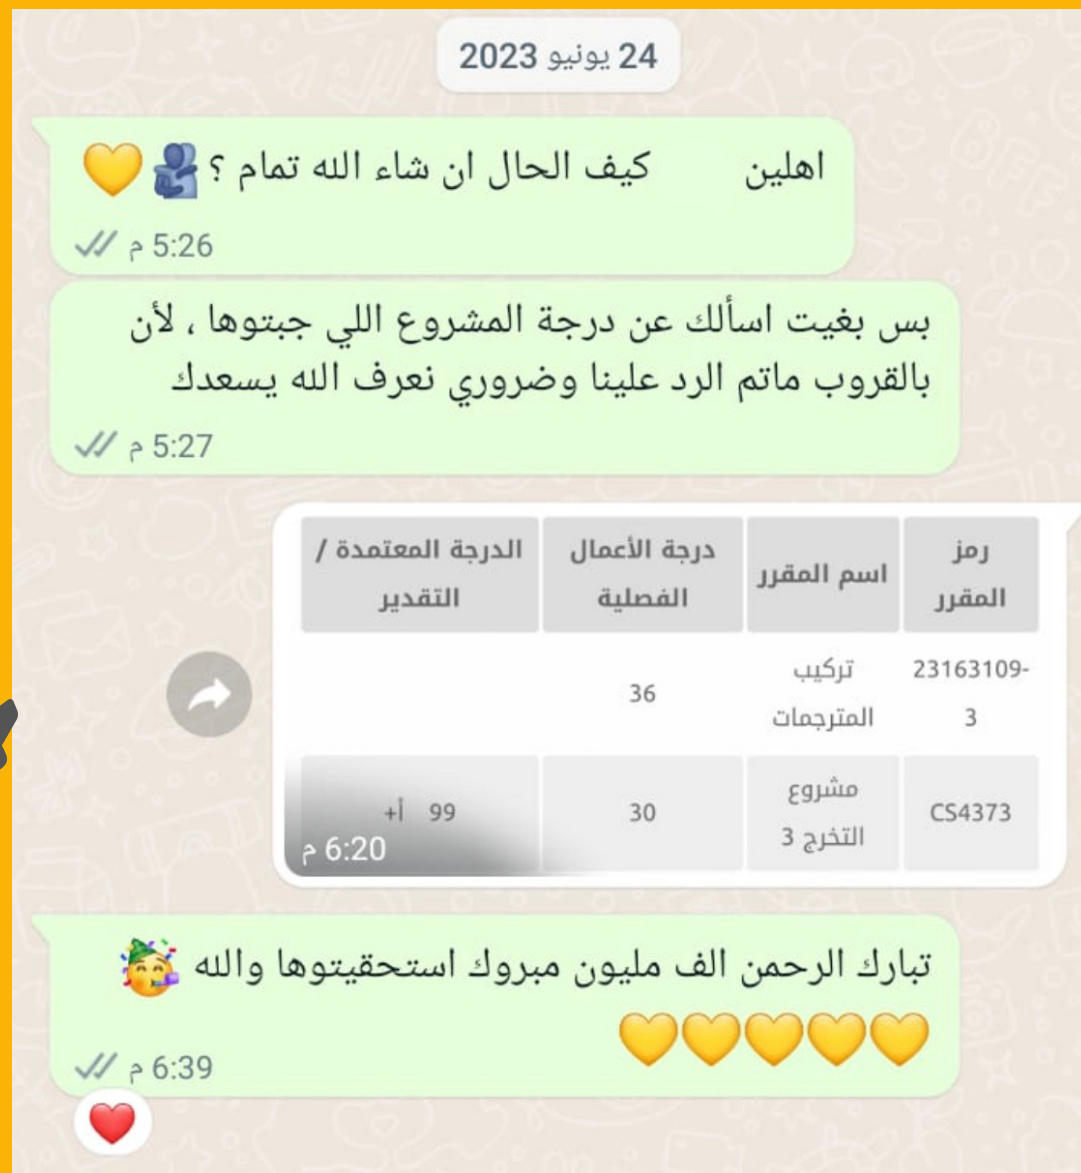 24 يونيو 2023
اهلين كيف الحال ان شاء الله تمام ؟ 🫂💛
5:26 م
بس بغيت اسألك عن درجة المشروع اللي جبتوها ، لأن
بالقروب ماتم الرد علينا وضروري نعرف الله يسعدك
5:27 م
رمز المقرر
اسم المقرر
درجة الأعمال الفصلية
الدرجة المعتمدة / التقدير
23163109-3
تركيب المترجمات
36
CS4373
مشروع التخرج 3
30
99 أ+
6:20 م
تبارك الرحمن الف مليون مبروك استحقيتوها والله 🥳
💛💛💛💛💛
6:39 م
❤️